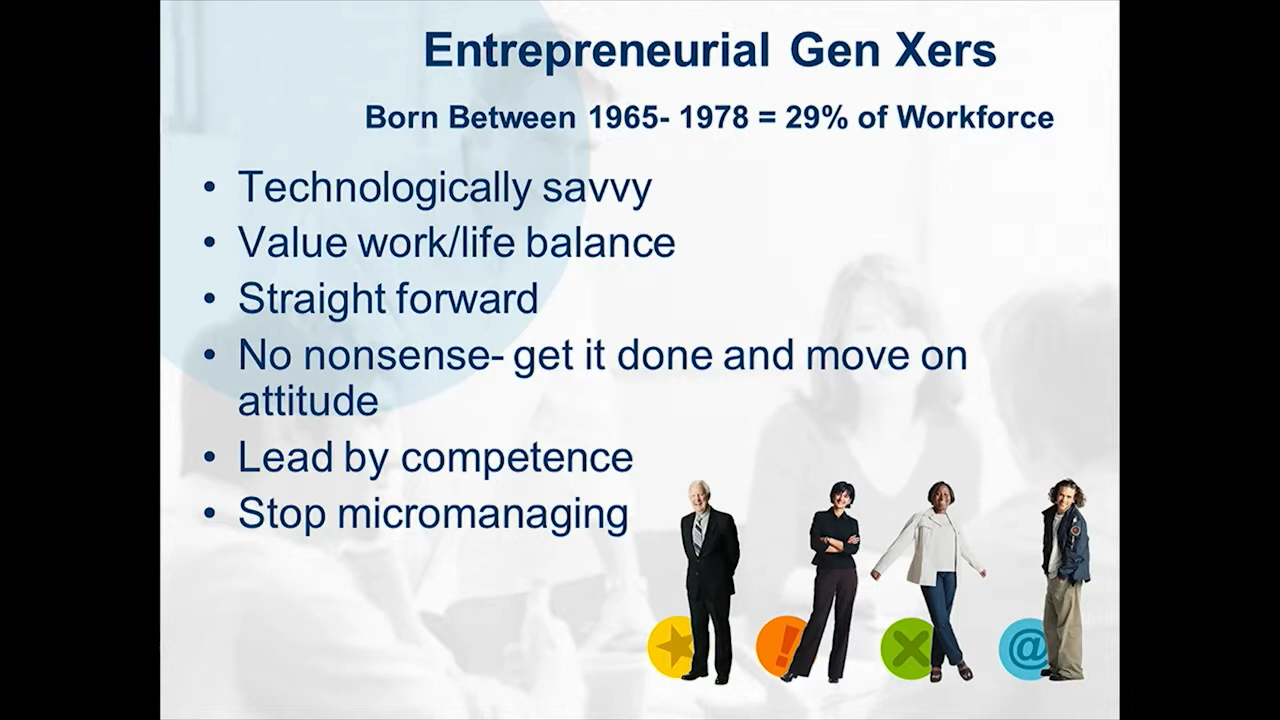 Entrepreneurial Gen Xers
Born Between 1965- 1978 = 29% of Workforce
• Technologically savvy
• Value work/life balance
• Straight forward
• No nonsense- get it done and move on
attitude
• Lead by competence
• Stop micromanaging
! @